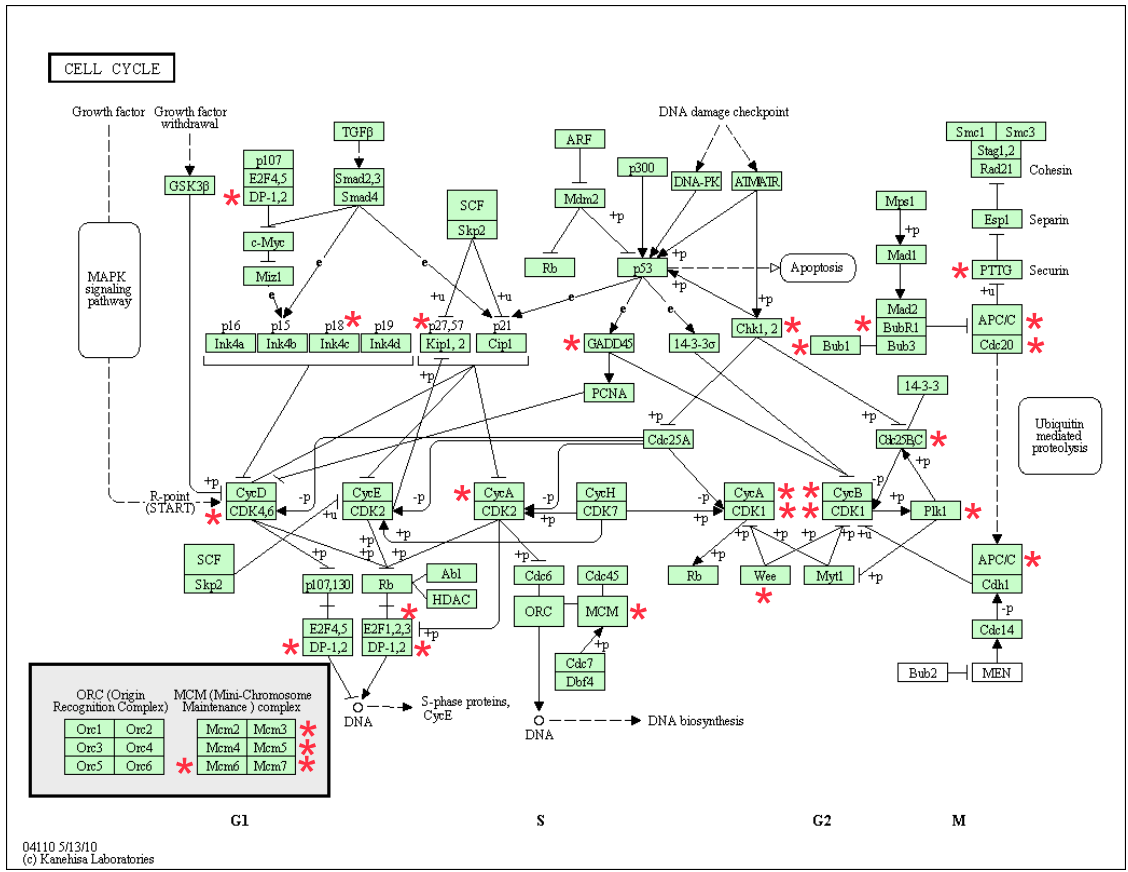 CELL CYCLE
Growth factor
Growth factor
withdrawal
TGFβ
ARF
DNA damage checkpoint
Smc1
Smc3
Stag1,2
Rad21
Cohesin
p107
E2F4,5
DP-1,2
*
GSK3β
Smad2,3
Smad4
p300
DNA-PK
ATM/ATR
Mdm2
SCF
Skp2
+p
Mps1
+p
Esp1
Separin
c-Myc
Miz1
Rb
p53
+p
+p
Apoptosis
Mad1
*
PTTG
Securin
MAPK
signaling
pathway
e
e
e
e
e
e
+u
+u
+p
+u
p16
Ink4a
p15
Ink4b
p18
*
Ink4c
p19
Ink4d
*
p27,57
Kip1, 2
p21
Cip1
*
GADD45
14-3-3σ
Chk1, 2
*
Mad2
*
BubR1
*
Bub1
Bub3
APC/C
*
Cdc20
*
+p
PCNA
14-3-3
Ubiquitin
mediated
proteolysis
+p
+p
Cdc25A
Cdc25B,C
*
R-point
(START)
+p
CycD
CDK4,6
*
-p
CycE
CDK2
-p
*
CycA
CDK2
-p
+p
CycH
CDK7
-p
+p
CycA
CDK1
*
*
*
*
CycB
CDK1
-p
+p
+p
Plk1
*
+u
+p
+p
+p
+p
+p
+p
+p
+u
+p
SCF
Skp2
p107,130
Rb
Abl
HDAC
Cdc6
Cdc45
Rb
Wee
*
Myt1
APC/C
*
Cdh1
-p
*
E2F4,5
DP-1,2
*
E2F1,2,3
DP-1,2
*
+p
ORC
MCM
*
+p
Cdc7
Dbf4
Cdc14
Bub2
MEN
DNA
S-phase proteins,
CycE
DNA
DNA biosynthesis
ORC (Origin
Recognition Complex)
MCM (Mini-Chromosome
Maintenance ) complex
Orc1
Orc2
Mcm2
Mcm3
*
Orc3
Orc4
Mcm4
Mcm5
*
Orc5
Orc6
*
Mcm6
Mcm7
*
G1
S
G2
M
04110 5/13/10
(c) Kanehisa Laboratories